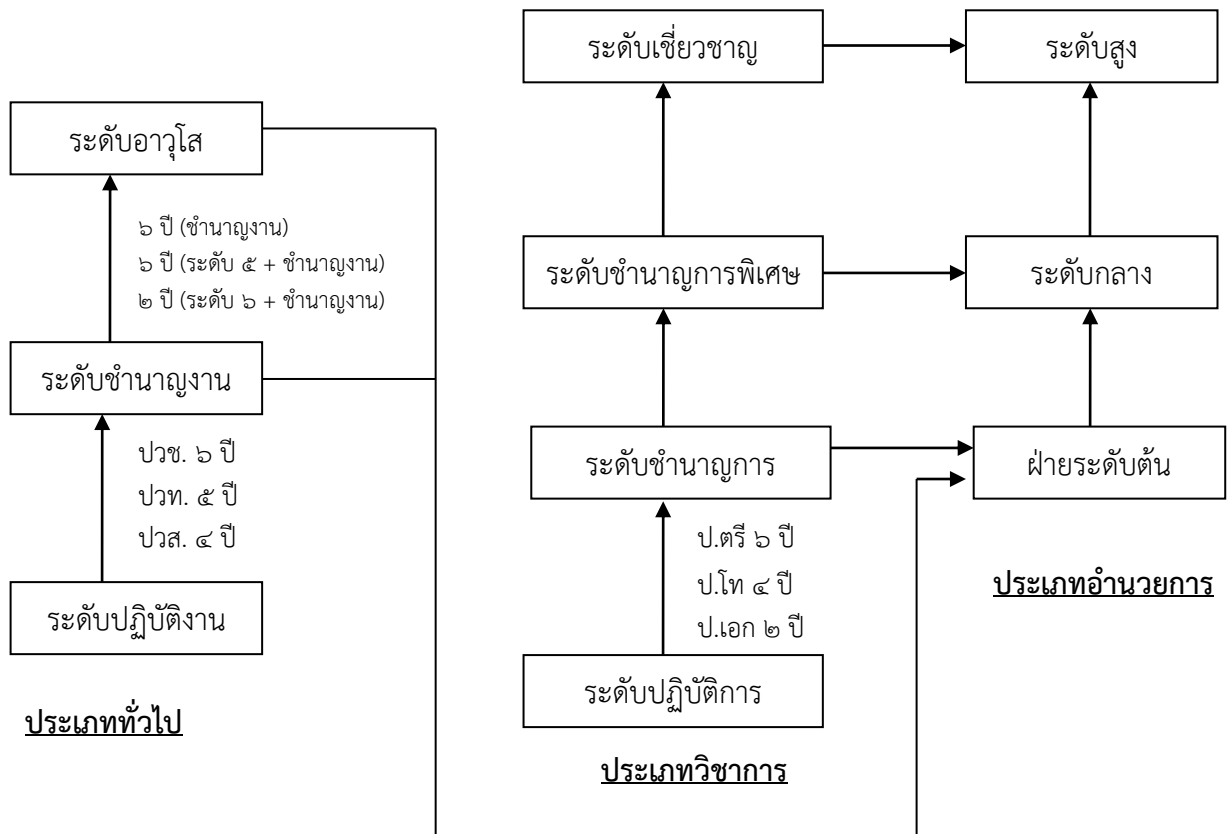 ระดับอาวุโส
๖ ปี (ชำนาญงาน)
๖ ปี (ระดับ ๕ + ชำนาญงาน)
๒ ปี (ระดับ ๖ + ชำนาญงาน)
ระดับชำนาญงาน
ปวช. ๖ ปี
ปวท. ๕ ปี
ปวส. ๔ ปี
ระดับปฏิบัติงาน
ประเภททั่วไป
ระดับเชี่ยวชาญ
ระดับชำนาญการพิเศษ
ระดับชำนาญการ
ป.ตรี ๖ ปี
ป.โท ๔ ปี
ป.เอก ๒ ปี
ระดับปฏิบัติการ
ประเภทวิชาการ
ระดับสูง
ระดับกลาง
ฝ่ายระดับต้น
ประเภทอำนวยการ